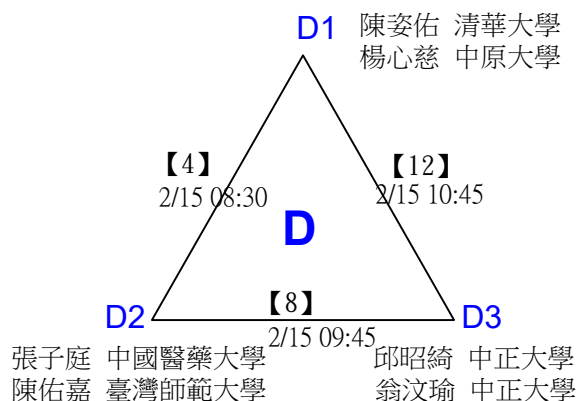 D1
陳姿佑 清華大學
楊心慈 中原大學
【4】
2/15 08:30
【12】
2/15 10:45
D
【8】
2/15 09:45
D2
D3
張子庭 中國醫藥大學
陳佑嘉 臺灣師範大學
邱昭綺 中正大學
翁汶瑜 中正大學